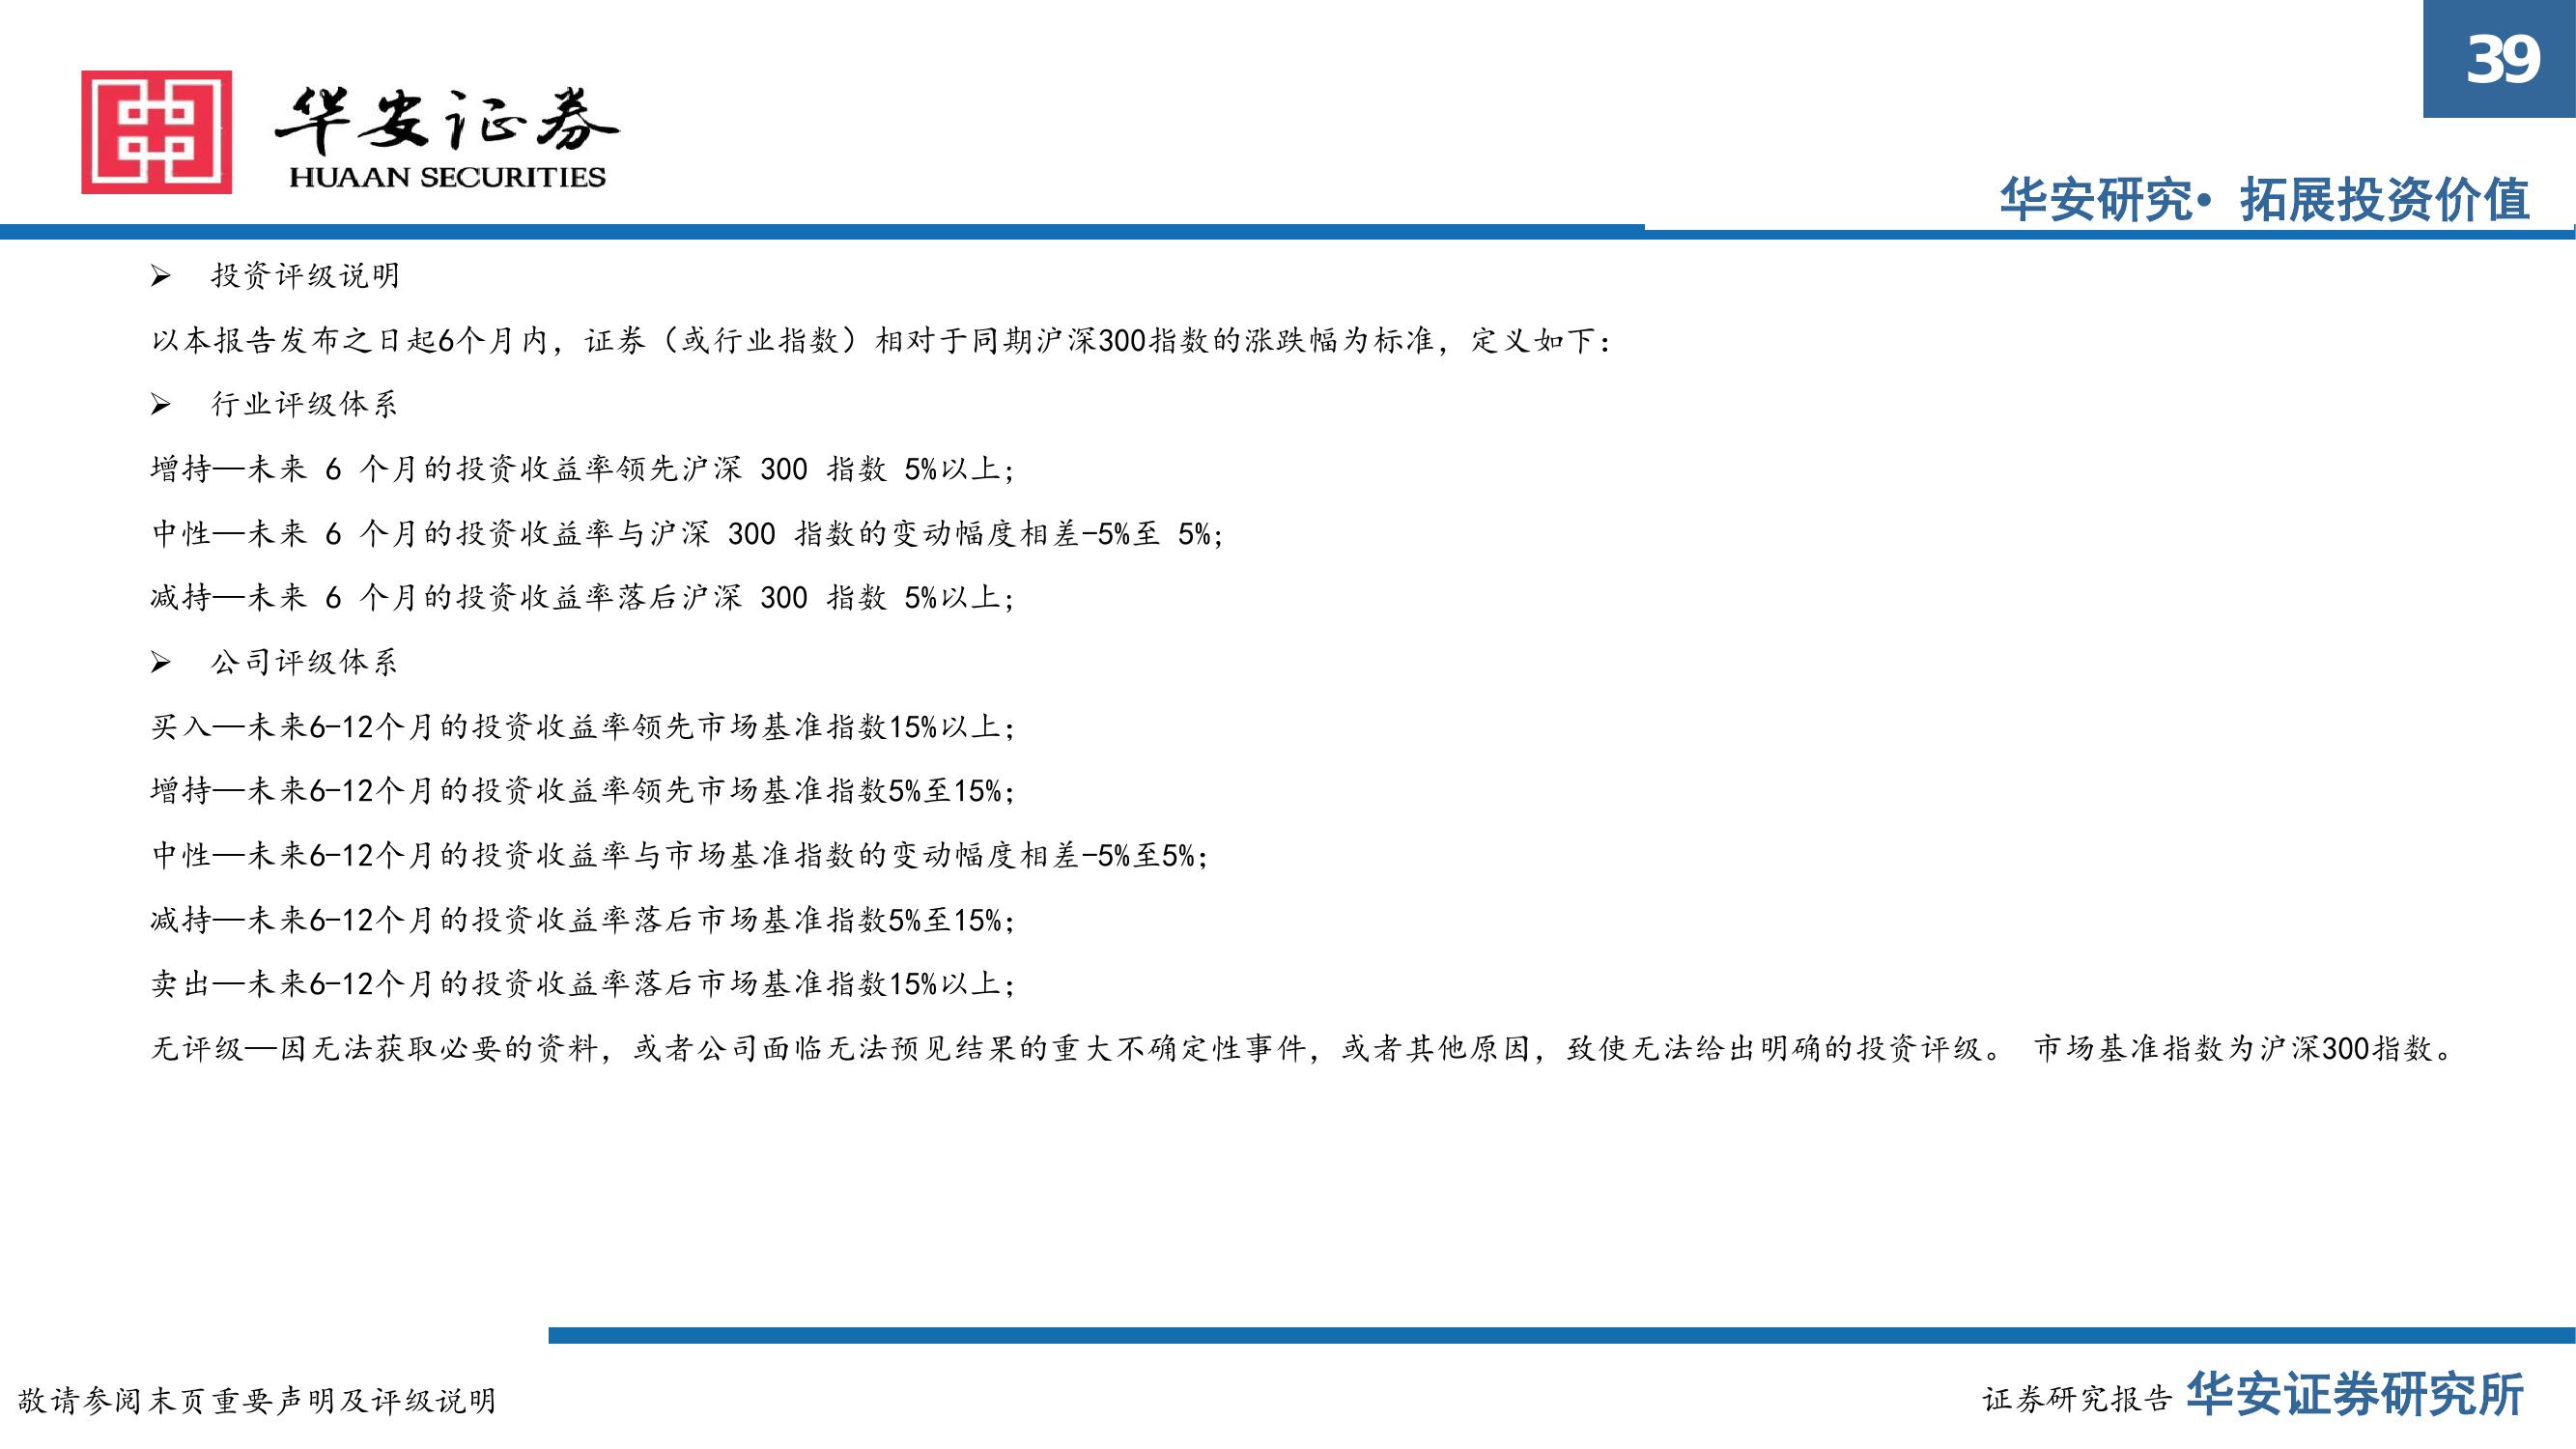 39
华安证券
HUAAN SECURITIES
华安研究• 拓展投资价值
➢ 投资评级说明
以本报告发布之日起6个月内，证券（或行业指数）相对于同期沪深300指数的涨跌幅为标准，定义如下：
➢ 行业评级体系
增持—未来 6 个月的投资收益率领先沪深 300 指数 5%以上；
中性—未来 6 个月的投资收益率与沪深 300 指数的变动幅度相差-5%至 5%；
减持—未来 6 个月的投资收益率落后沪深 300 指数 5%以上；
➢ 公司评级体系
买入—未来6-12个月的投资收益率领先市场基准指数15%以上；
增持—未来6-12个月的投资收益率领先市场基准指数5%至15%；
中性—未来6-12个月的投资收益率与市场基准指数的变动幅度相差-5%至5%；
减持—未来6-12个月的投资收益率落后市场基准指数5%至15%；
卖出—未来6-12个月的投资收益率落后市场基准指数15%以上；
无评级—因无法获取必要的资料，或者公司面临无法预见结果的重大不确定性事件，或者其他原因，致使无法给出明确的投资评级。 市场基准指数为沪深300指数。
敬请参阅末页重要声明及评级说明
证券研究报告 华安证券研究所